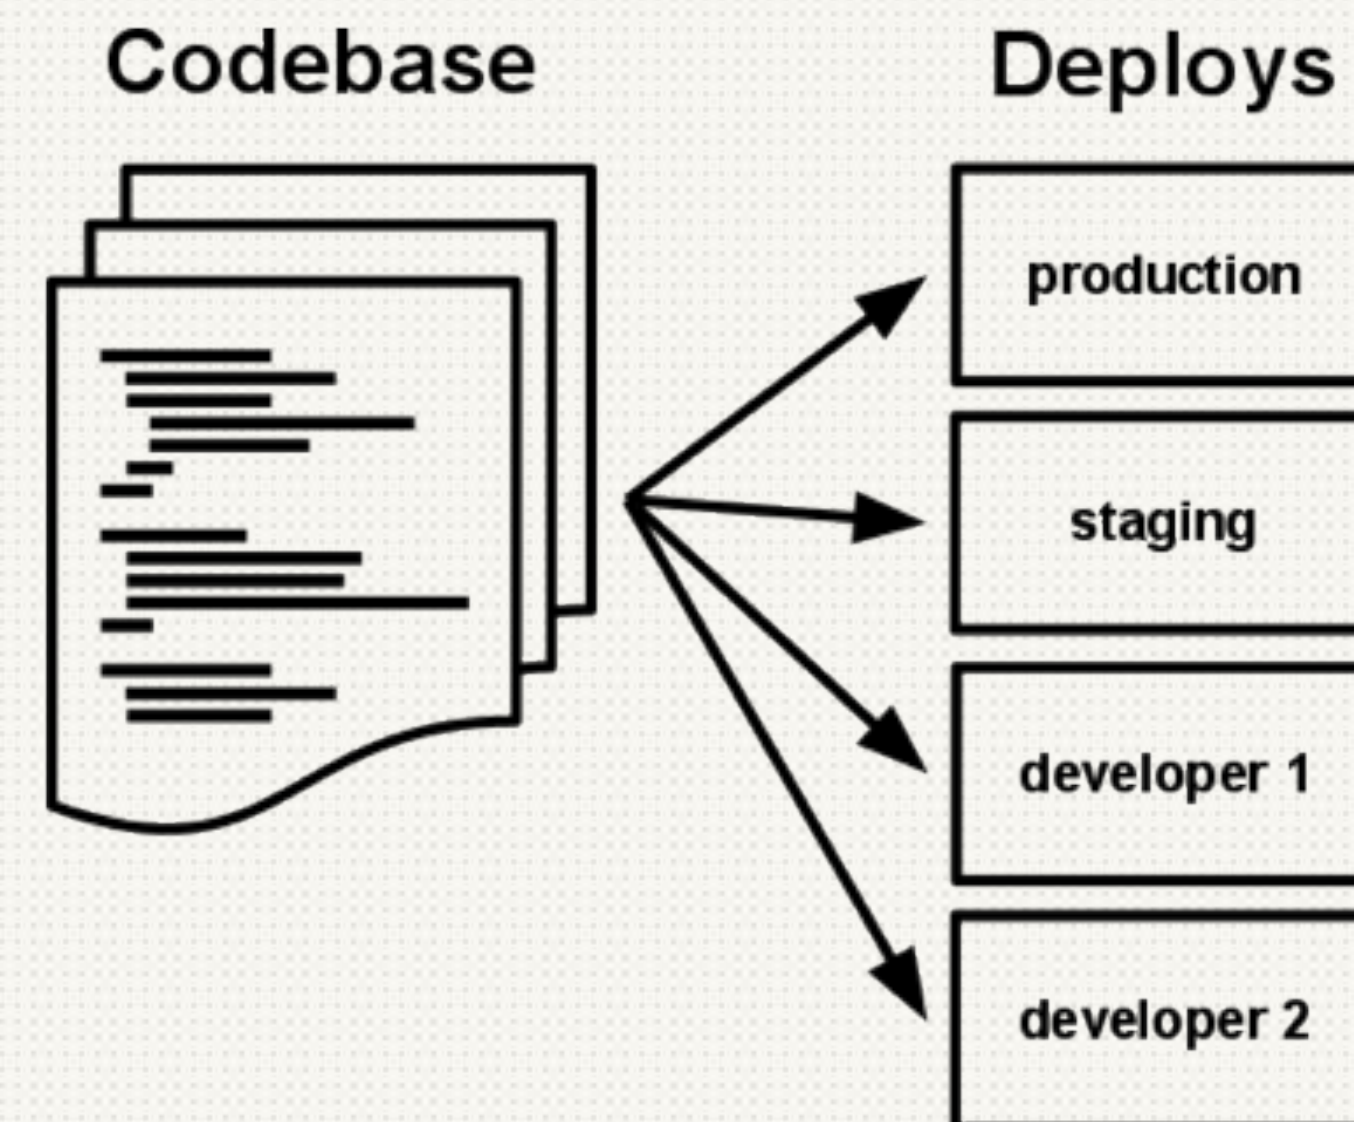 Codebase
Deploys
production
staging
developer 1
developer 2